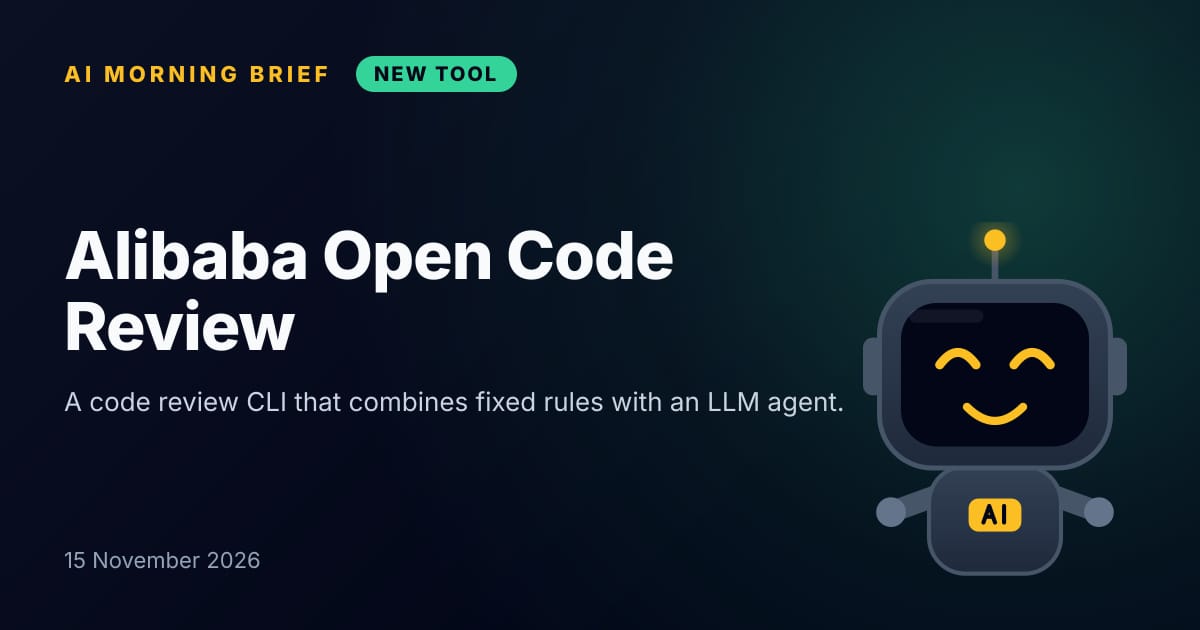 AI MORNING BRIEF NEW TOOL
Alibaba Open Code
Review
A code review CLI that combines fixed rules with an LLM agent.
AI
15 November 2026